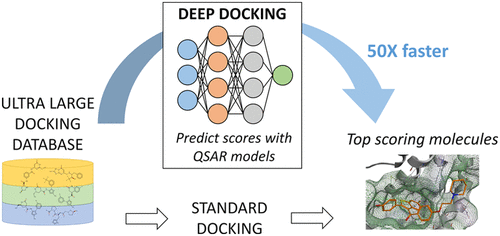 DEEP DOCKING
50X faster
Predict scores with
QSAR models
ULTRA LARGE
DOCKING
DATABASE
Top scoring molecules
STANDARD
DOCKING